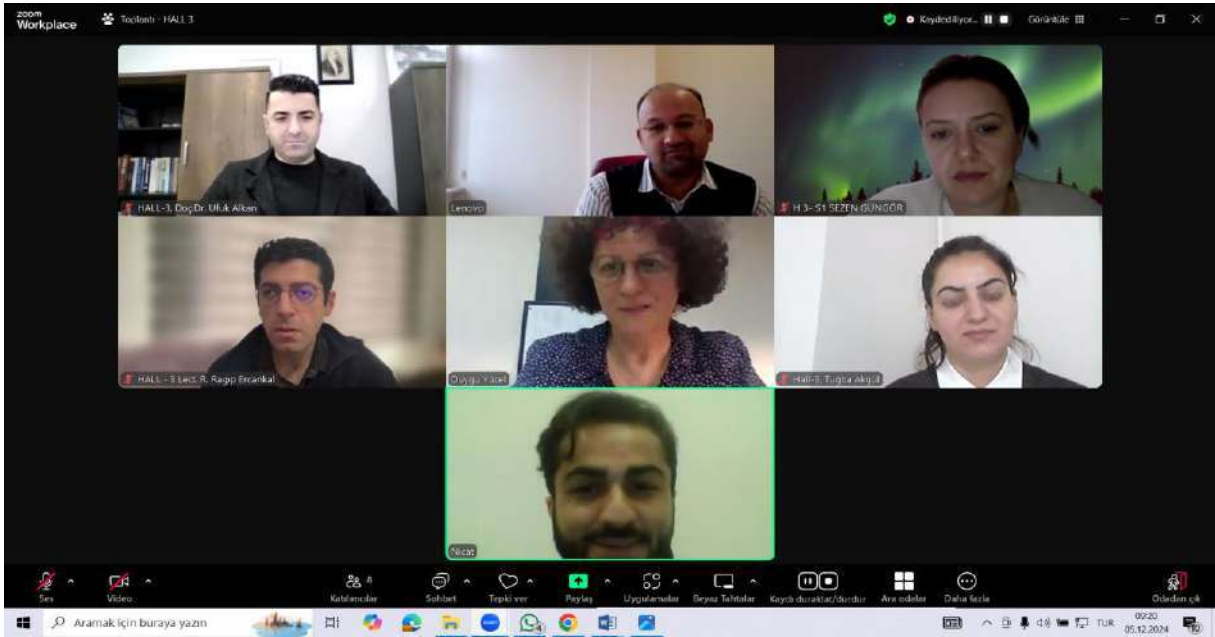 zoom
Workplace
Toplantı - HALL 3
Kaydediliyor...
Görüntüle
HALL-3, Doç.Dr. Ufuk Alkan
Lenovo
H 3- S1 SEZEN GÜNGÖR
HALL - 3 Lect. R. Ragıp Ercankal
Duygu Yücel
Hall-3, Tuğba Akgül
Nicat
Ses
Video
Katılımcılar
8
Sohbet
Tepki ver
Paylaş
Uygulamalar
Beyaz Tahtalar
Kaydı duraklat/durdur
Ara odalar
Daha fazla
Odadan çık
Aramak için buraya yazın
TUR
09:20
05.12.2024